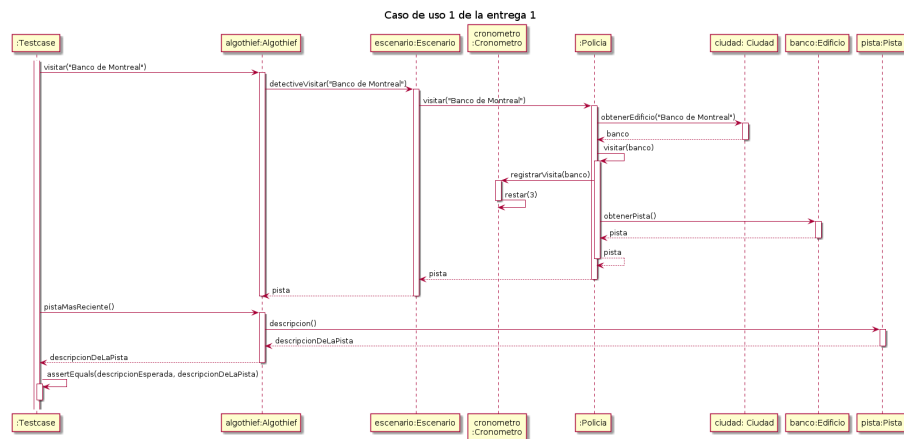 Caso de uso 1 de la entrega 1
:Testcase
algothief:Algothief
escenario:Escenario
cronometro
:Cronometro
:Policia
ciudad: Ciudad
banco:Edificio
pista:Pista
visitar("Banco de Montreal")
detectiveVisitar("Banco de Montreal")
visitar("Banco de Montreal")
obtenerEdificio("Banco de Montreal")
banco
visitar(banco)
registrarVisita(banco)
restar(3)
obtenerPista()
pista
pista
pista
pista
pistaMasReciente()
descripcion()
descripcionDeLaPista
descripcionDeLaPista
assertEquals(descripcionEsperada, descripcionDeLaPista)
:Testcase
algothief:Algothief
escenario:Escenario
cronometro
:Cronometro
:Policia
ciudad: Ciudad
banco:Edificio
pista:Pista